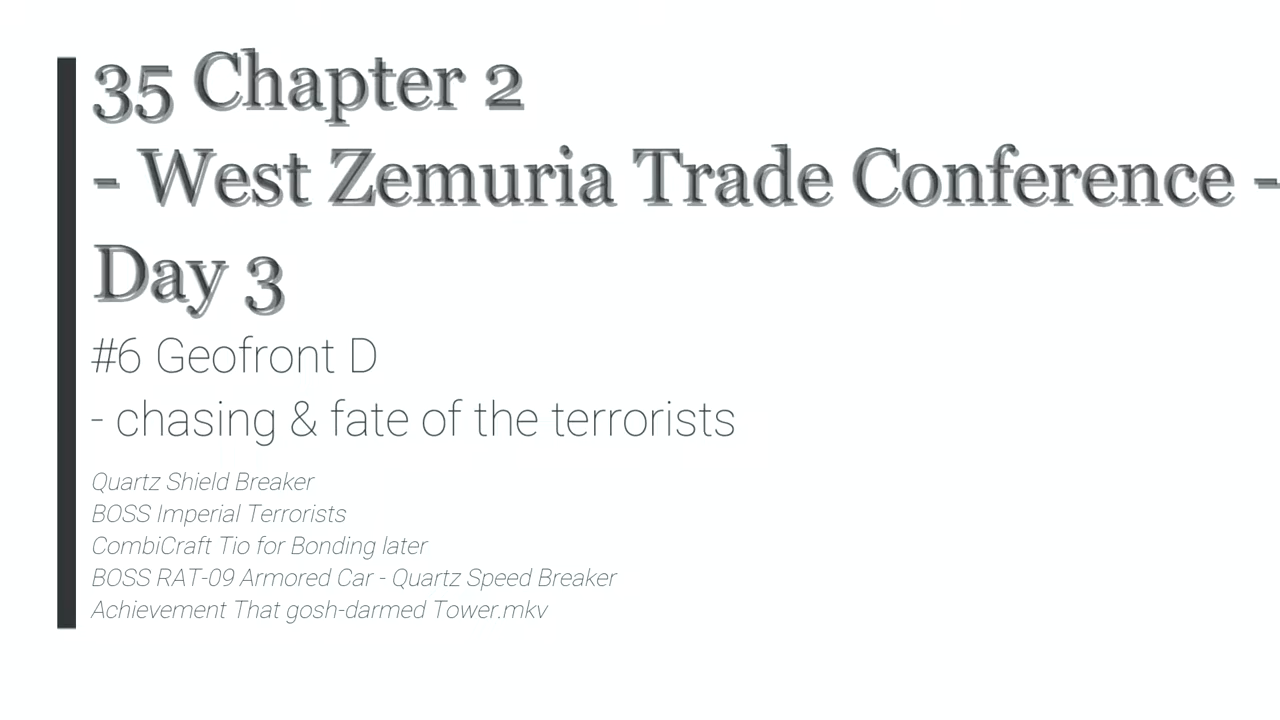 35 Chapter 2
- West Zemuria Trade Conference -
Day 3
#6 Geofront D
- chasing & fate of the terrorists
Quartz Shield Breaker
BOSS Imperial Terrorists
CombiCraft Tio for Bonding later
BOSS RAT-09 Armored Car - Quartz Speed Breaker
Achievement That gosh-darmed Tower.mkv